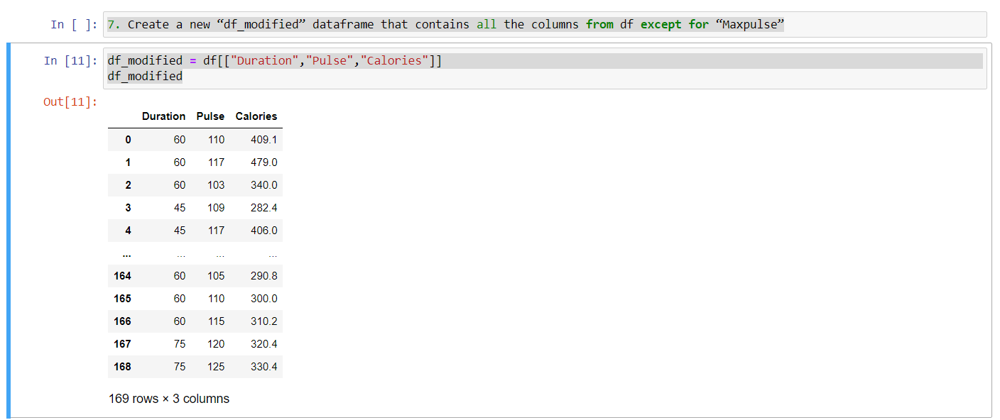 In [ ]: 7. Create a new “df_modified” dataframe that contains all the columns from df except for “Maxpulse”
In [11]: df_modified = df[["Duration","Pulse","Calories"]]
df_modified
Out[11]:
Duration Pulse Calories
0 60 110 409.1
1 60 117 479.0
2 60 103 340.0
3 45 109 282.4
4 45 117 406.0
... ... ... ...
164 60 105 290.8
165 60 110 300.0
166 60 115 310.2
167 75 120 320.4
168 75 125 330.4
169 rows × 3 columns